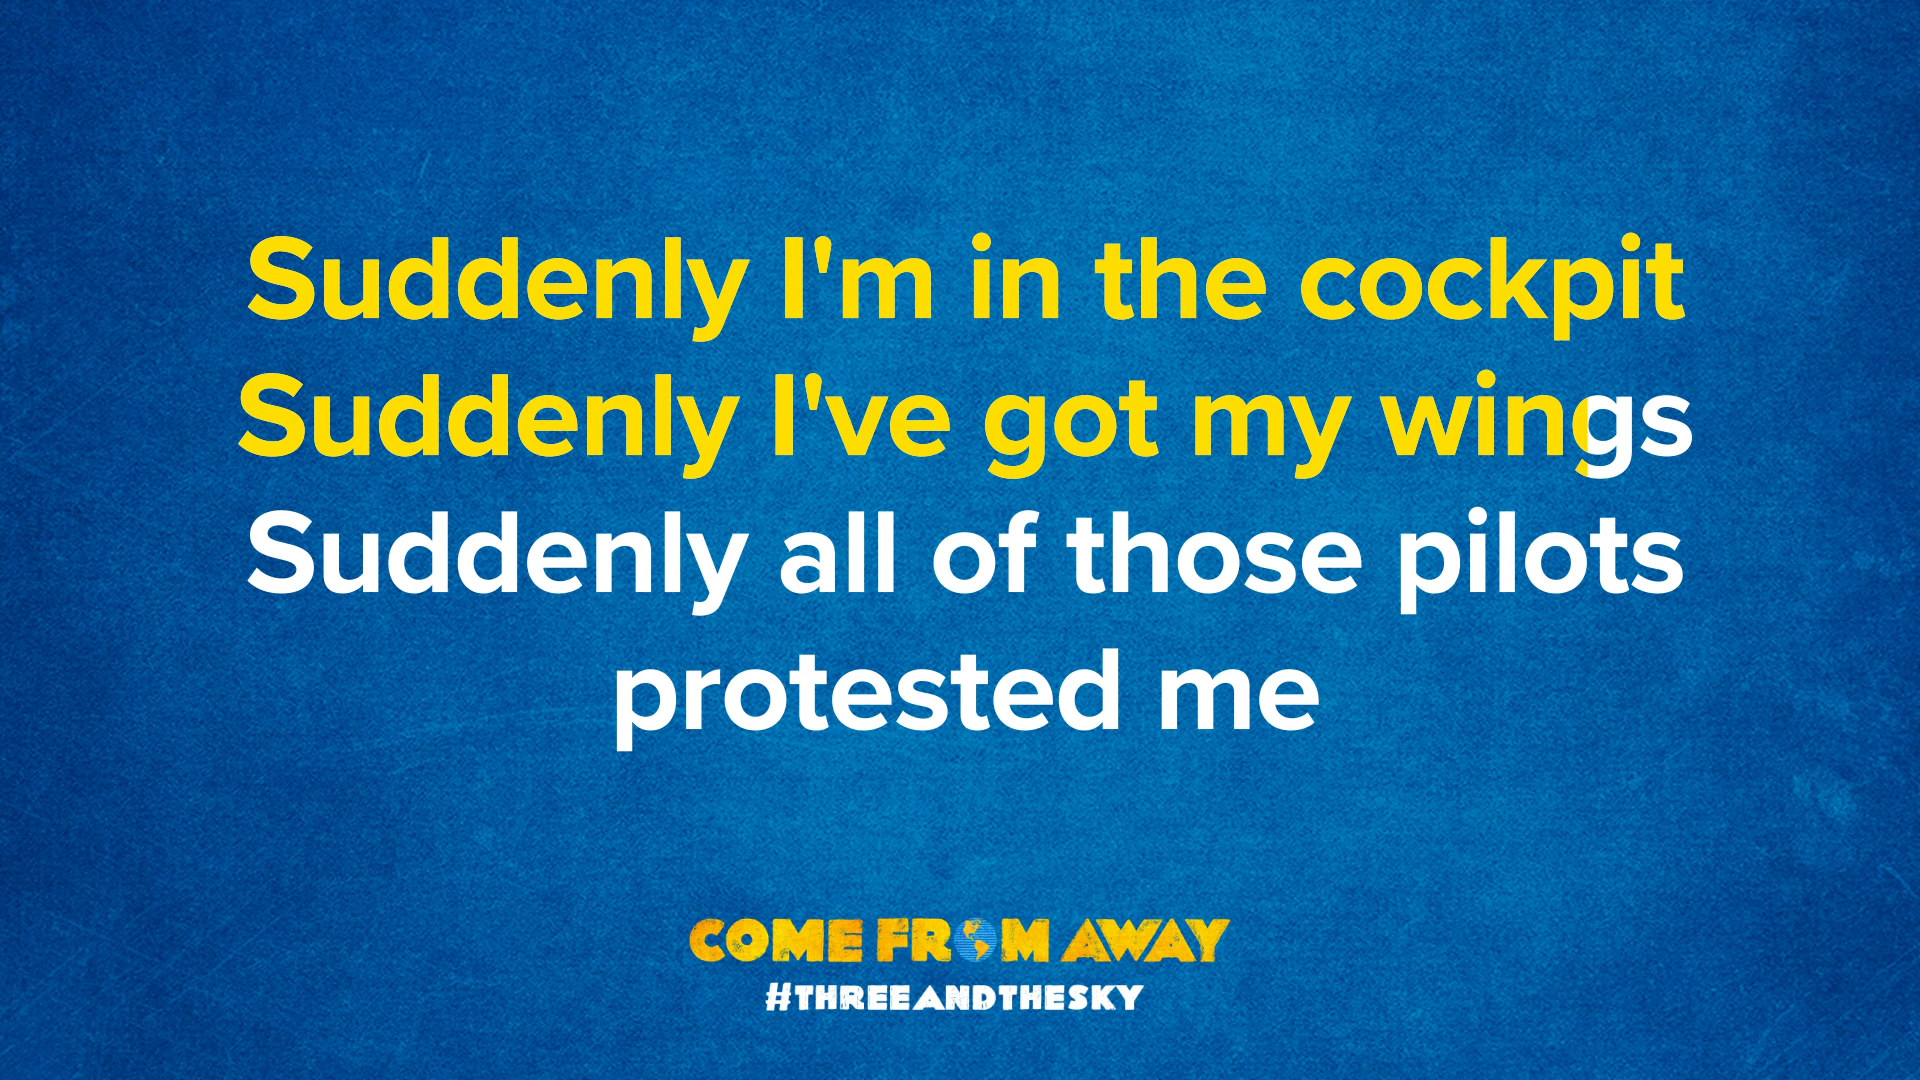 Suddenly I'm in the cockpit
Suddenly I've got my wings
Suddenly all of those pilots
protested me
COME FROM AWAY
#THREEANDTHESKY